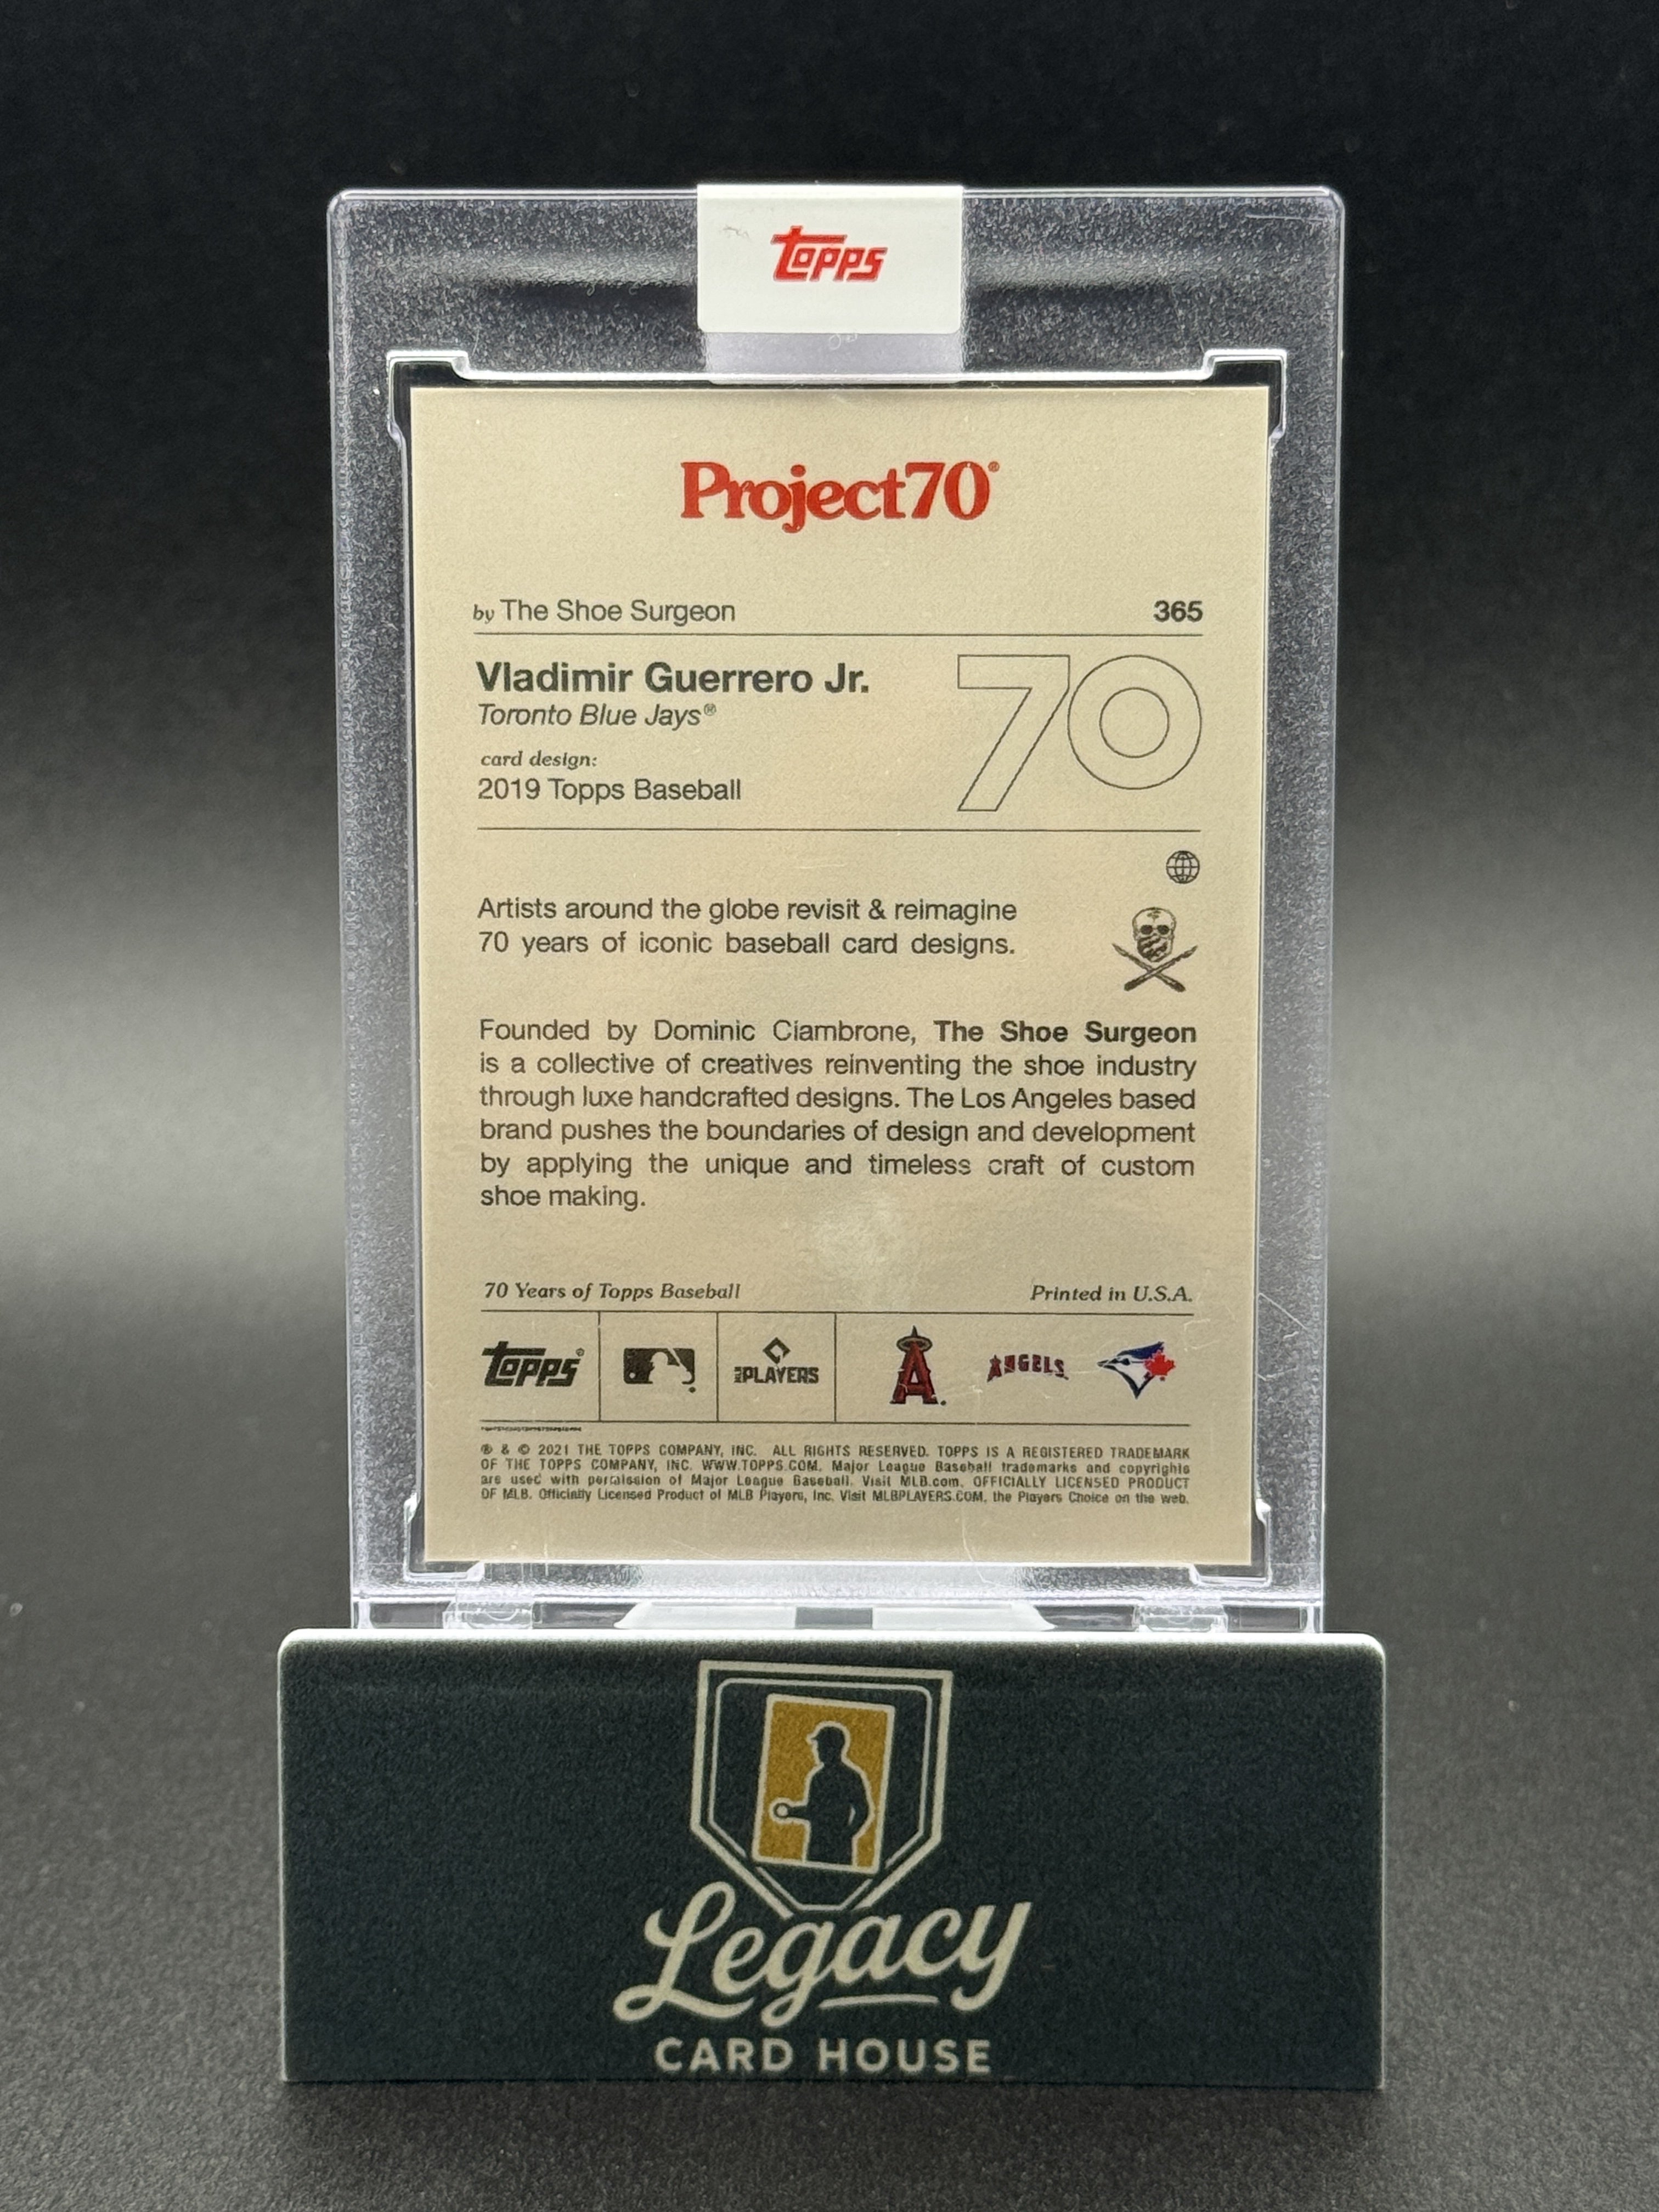 Topps
Project70®
by The Shoe Surgeon 365
Vladimir Guerrero Jr.
Toronto Blue Jays®
card design:
2019 Topps Baseball
70
Artists around the globe revisit & reimagine
70 years of iconic baseball card designs.
Founded by Dominic Ciambrone, The Shoe Surgeon
is a collective of creatives reinventing the shoe industry
through luxe handcrafted designs. The Los Angeles based
brand pushes the boundaries of design and development
by applying the unique and timeless craft of custom
shoe making.
70 Years of Topps Baseball Printed in U.S.A.
Topps® PLAYERS A ANGELS
® & © 2021 THE TOPPS COMPANY, INC. ALL RIGHTS RESERVED. TOPPS IS A REGISTERED TRADEMARK
OF THE TOPPS COMPANY, INC. WWW.TOPPS.COM. Major League Baseball trademarks and copyrights
are used with permission of Major League Baseball. Visit MLB.com. OFFICIALLY LICENSED PRODUCT
OF MLB. Officially Licensed Product of MLB Players, Inc. Visit MLBPLAYERS.COM, the Players Choice on the web.
Legacy
CARD HOUSE